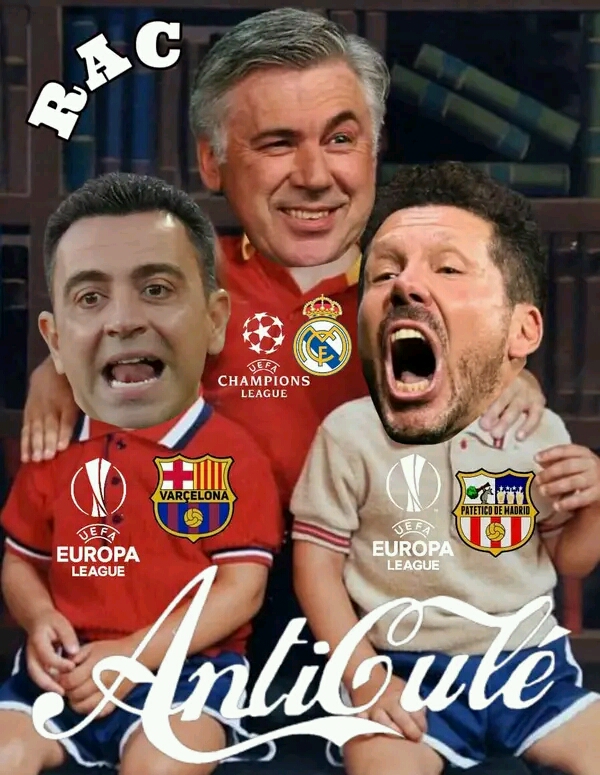 RAC
UEFA
CHAMPIONS
LEAGUE
UEFA
EUROPA
LEAGUE
VARÇELONA
UEFA
EUROPA
LEAGUE
PATETICO DE MADRID
AntiCulé